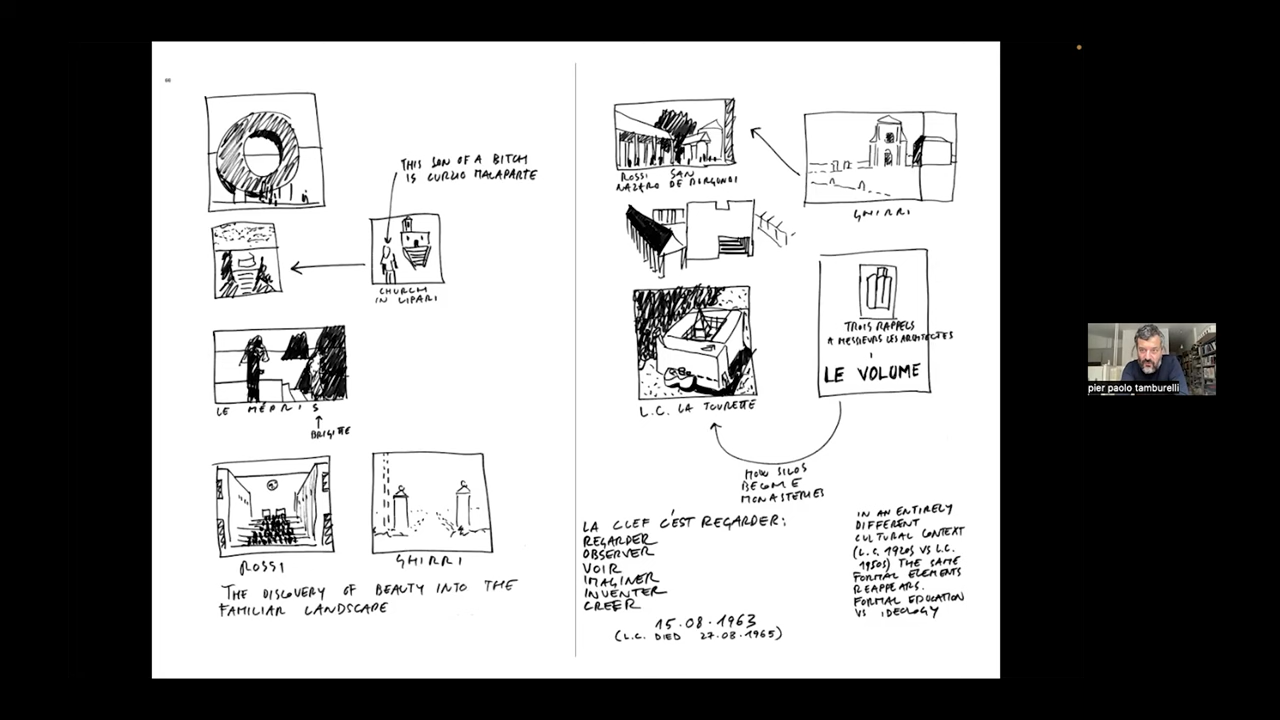 THIS SON OF A BITCH
IS CURZIO MALAPARTE
CHURCH
IN LIPARI
LE MÉPRIS
BRIGITTE
ROSSI
GHIRRI
THE DISCOVERY OF BEAUTY INTO THE
FAMILIAR LANDSCAPE
ROSSI SAN
NAZARO DE BURGUNDI
GHIRRI
TROIS RAPPELS
A MESSIEURS LES ARCHITECTES
I
LE VOLUME
L.C. LA TOURETTE
HOW SILOS
BECOME
MONASTERIES
LA CLEF C'EST REGARDER:
REGARDER
OBSERVER
VOIR
IMAGINER
INVENTER
CREER
15.08.1963
(L.C. DIED 27.08.1965)
IN AN ENTIRELY
DIFFERENT
CULTURAL CONTEXT
(L.C. 1920S VS L.C.
1950S) THE SAME
FORMAL ELEMENTS
REAPPEARS.
FORMAL EDUCATION
VS IDEOLOGY
pier paolo tamburelli